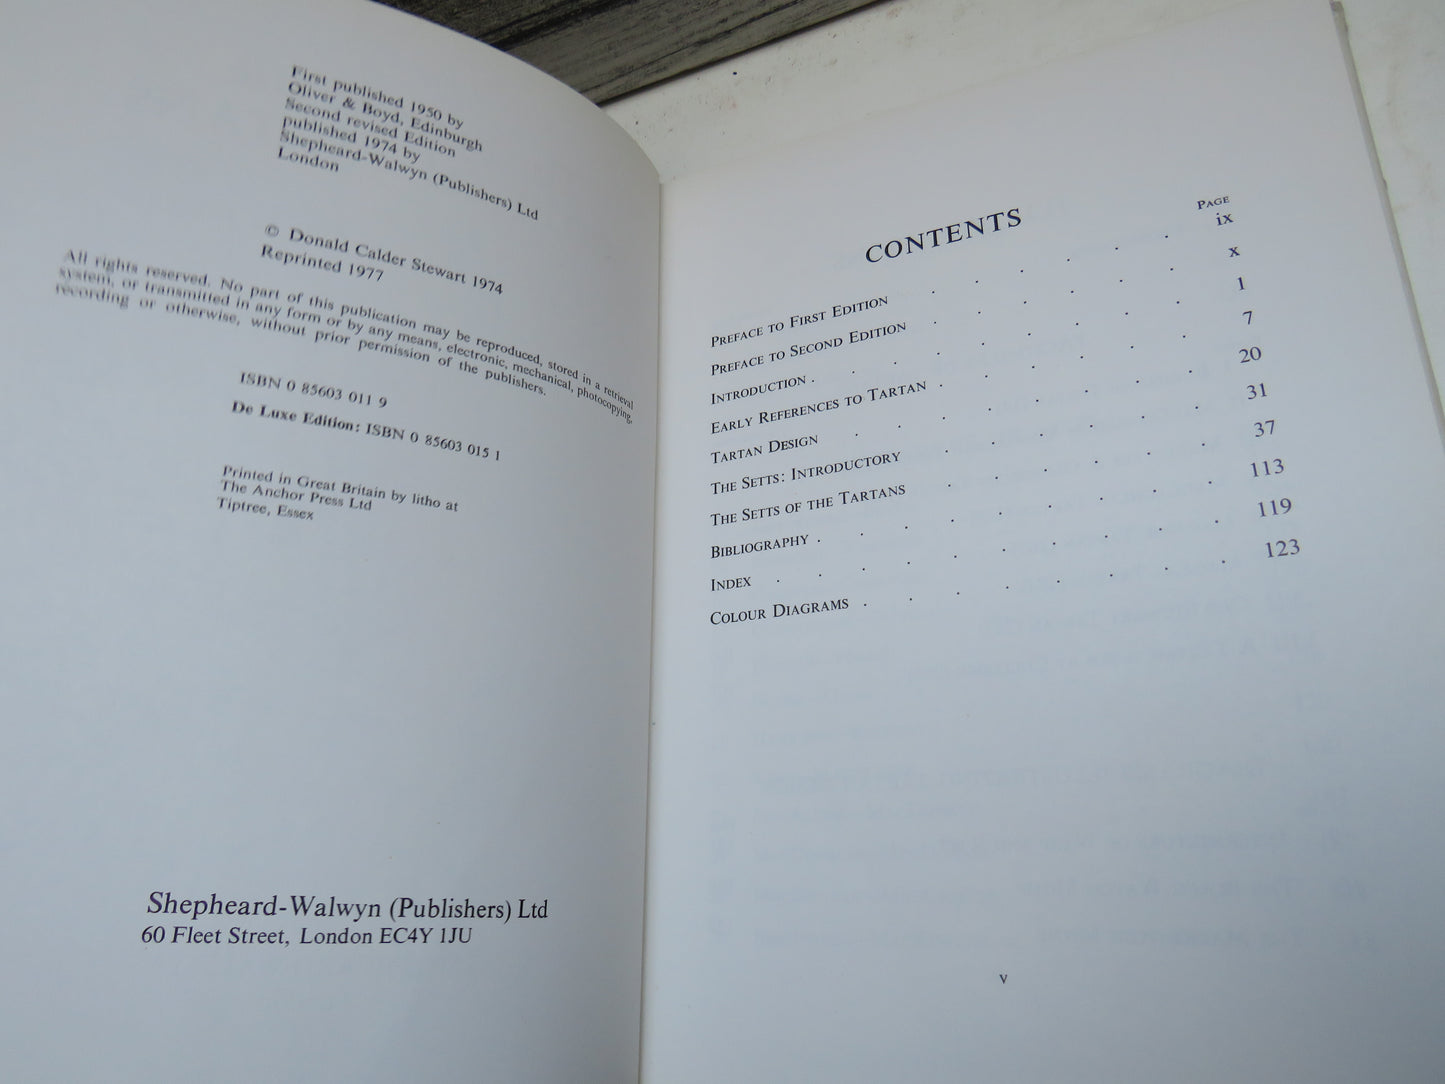 First published 1950 by
Oliver & Boyd, Edinburgh
Second revised Edition
published 1974 by
Shepheard-Walwyn (Publishers) Ltd
London
© Donald Calder Stewart 1974
Reprinted 1977
All rights reserved. No part of this publication may be reproduced, stored in a retrieval
system, or transmitted in any form or by any means, electronic, mechanical, photocopying,
recording or otherwise, without prior permission of the publishers.
ISBN 0 85603 011 9
De Luxe Edition: ISBN 0 85603 015 1
Printed in Great Britain by litho at
The Anchor Press Ltd
Tiptree, Essex
Shepheard-Walwyn (Publishers) Ltd
60 Fleet Street, London EC4Y 1JU
CONTENTS
PAGE
PREFACE TO FIRST EDITION . . . . . . ix
PREFACE TO SECOND EDITION . . . . . . x
INTRODUCTION . . . . . . . . 1
EARLY REFERENCES TO TARTAN . . . . . . 7
TARTAN DESIGN . . . . . . . . 20
THE SETTS: INTRODUCTORY . . . . . . 31
THE SETTS OF THE TARTANS . . . . . . 37
BIBLIOGRAPHY . . . . . . . . . 113
INDEX . . . . . . . . . . 119
COLOUR DIAGRAMS . . . . . . . . 123
v